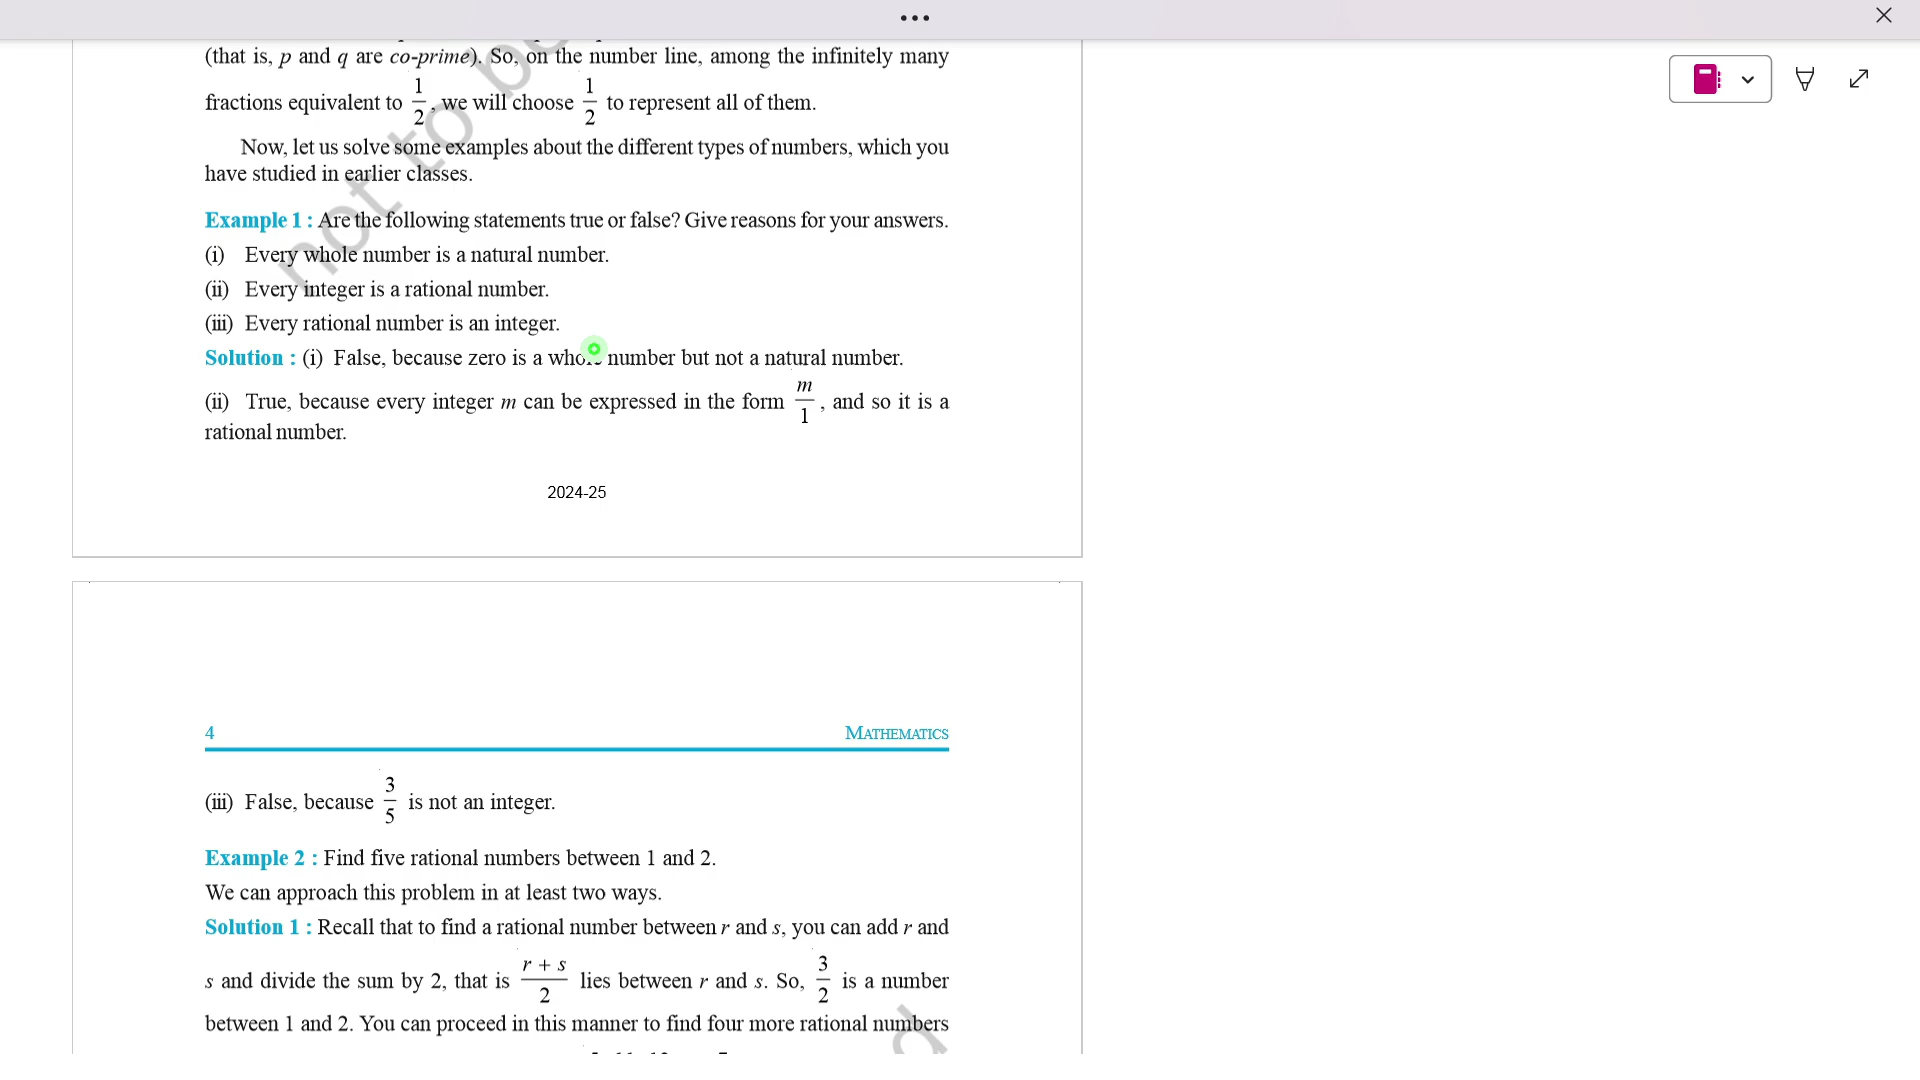 (that is, p and q are co-prime). So, on the number line, among the infinitely many
fractions equivalent to 1/2, we will choose 1/2 to represent all of them.
Now, let us solve some examples about the different types of numbers, which you
have studied in earlier classes.
Example 1 : Are the following statements true or false? Give reasons for your answers.
(i) Every whole number is a natural number.
(ii) Every integer is a rational number.
(iii) Every rational number is an integer.
Solution : (i) False, because zero is a whole number but not a natural number.
(ii) True, because every integer m can be expressed in the form m/1, and so it is a
rational number.
not to be
2024-25
4 MATHEMATICS
(iii) False, because 3/5 is not an integer.
Example 2 : Find five rational numbers between 1 and 2.
We can approach this problem in at least two ways.
Solution 1 : Recall that to find a rational number between r and s, you can add r and
s and divide the sum by 2, that is (r + s)/2 lies between r and s. So, 3/2 is a number
between 1 and 2. You can proceed in this manner to find four more rational numbers
d